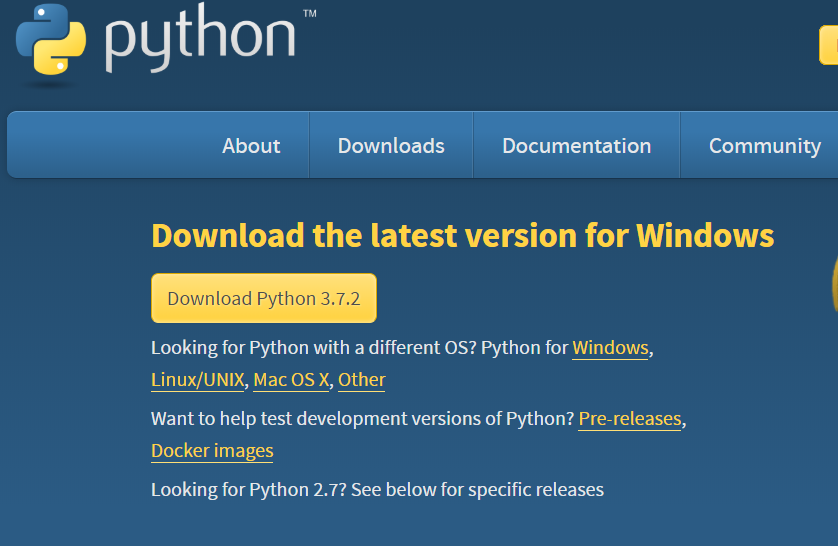 python™
About Downloads Documentation Community
Download the latest version for Windows
Download Python 3.7.2
Looking for Python with a different OS? Python for Windows,
Linux/UNIX, Mac OS X, Other
Want to help test development versions of Python? Pre-releases,
Docker images
Looking for Python 2.7? See below for specific releases